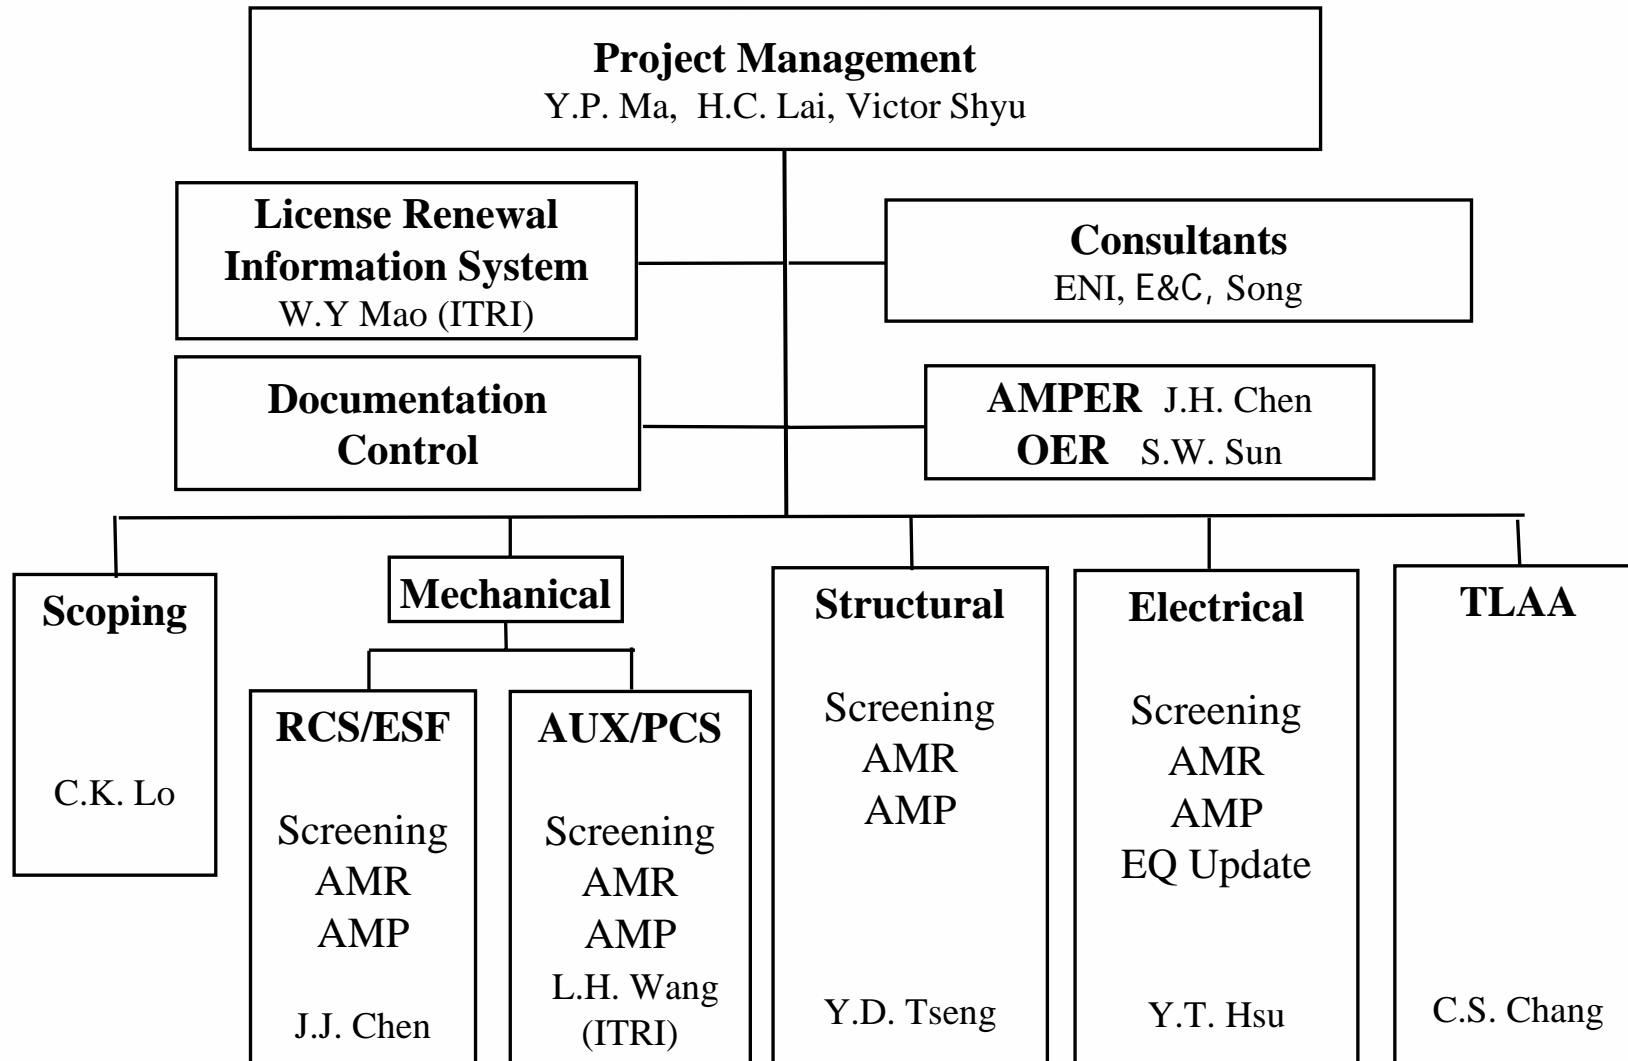 Project Management
Y.P. Ma, H.C. Lai, Victor Shyu
License Renewal
Information System
W.Y Mao (ITRI)
Consultants
ENI, E&C, Song
Documentation
Control
AMPER J.H. Chen
OER S.W. Sun
Scoping
C.K. Lo
Mechanical
RCS/ESF
Screening
AMR
AMP
J.J. Chen
AUX/PCS
Screening
AMR
AMP
L.H. Wang
(ITRI)
Structural
Screening
AMR
AMP
Y.D. Tseng
Electrical
Screening
AMR
AMP
EQ Update
Y.T. Hsu
TLAA
C.S. Chang